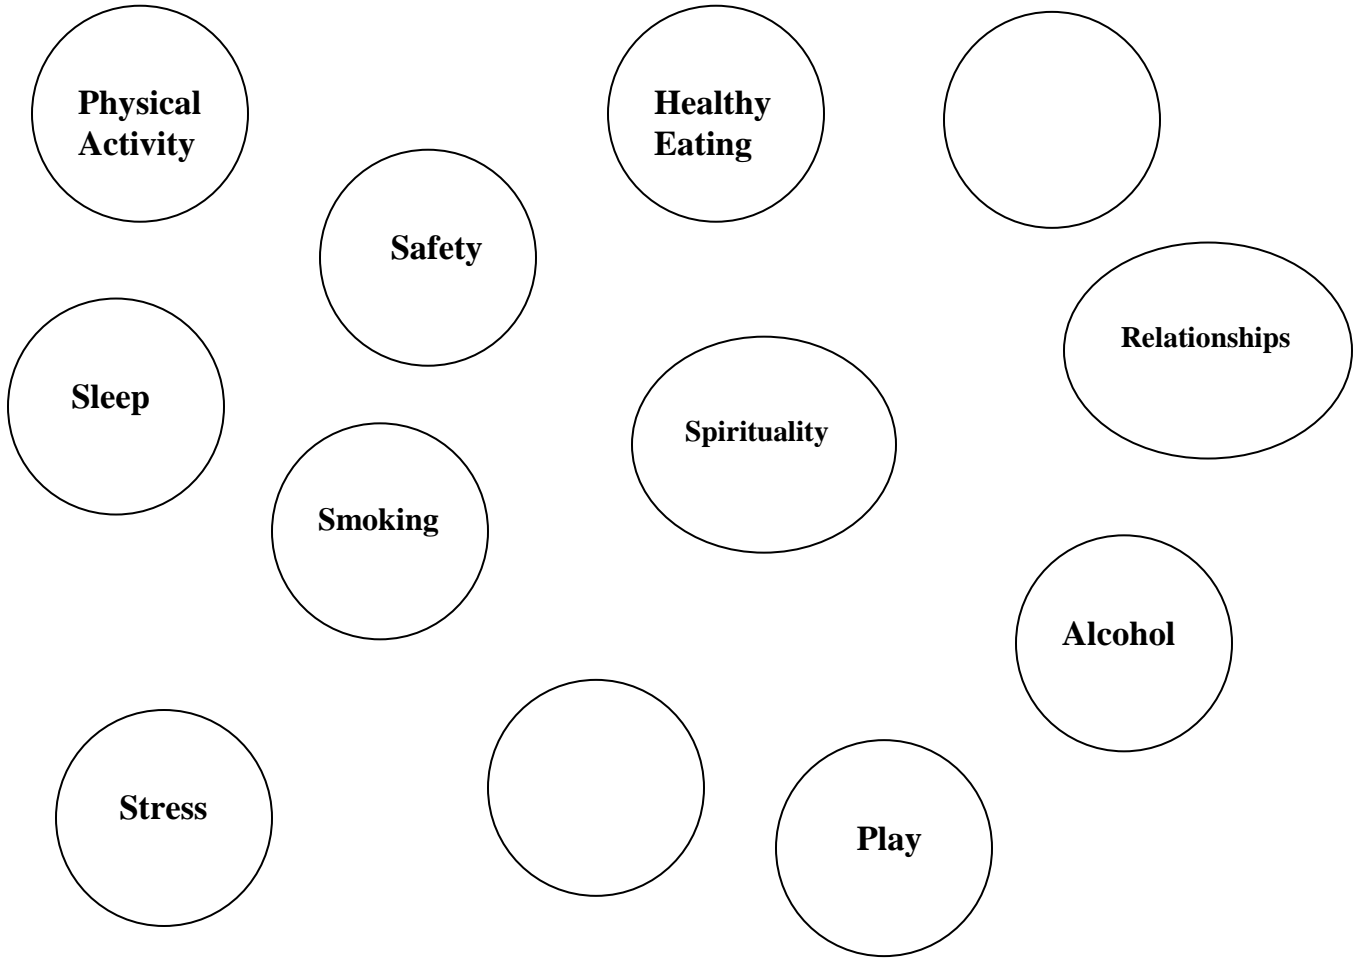 Physical
Activity
Healthy
Eating
Safety
Relationships
Sleep
Spirituality
Smoking
Alcohol
Stress
Play